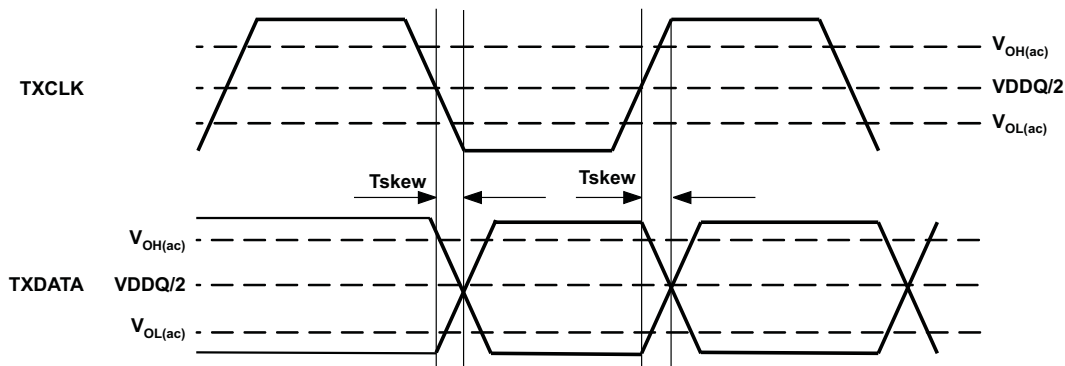 V_OH(ac)
TXCLK VDDQ/2
V_OL(ac)
Tskew Tskew
V_OH(ac)
TXDATA VDDQ/2
V_OL(ac)